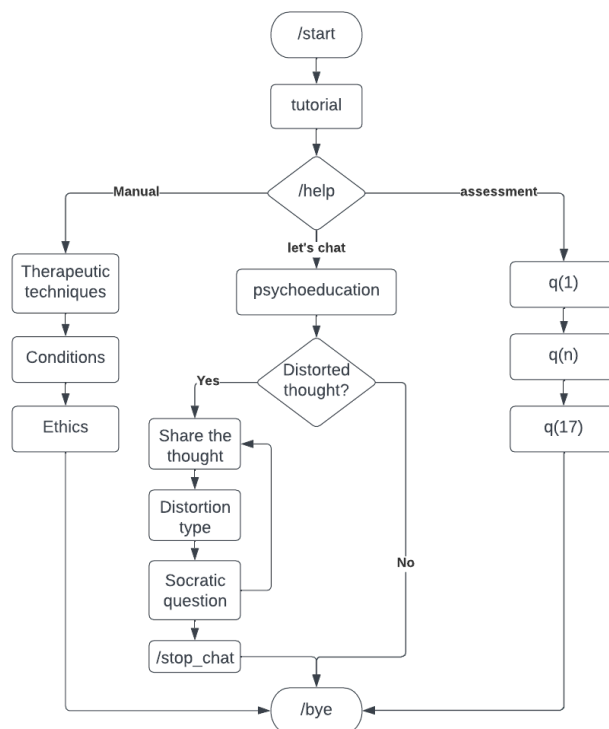 /start
tutorial
/help
Manual
assessment
let's chat
Therapeutic
techniques
psychoeducation
q(1)
Conditions
q(n)
Distorted
thought?
Yes
Ethics
Share the
thought
q(17)
Distortion
type
No
Socratic
question
/stop_chat
/bye